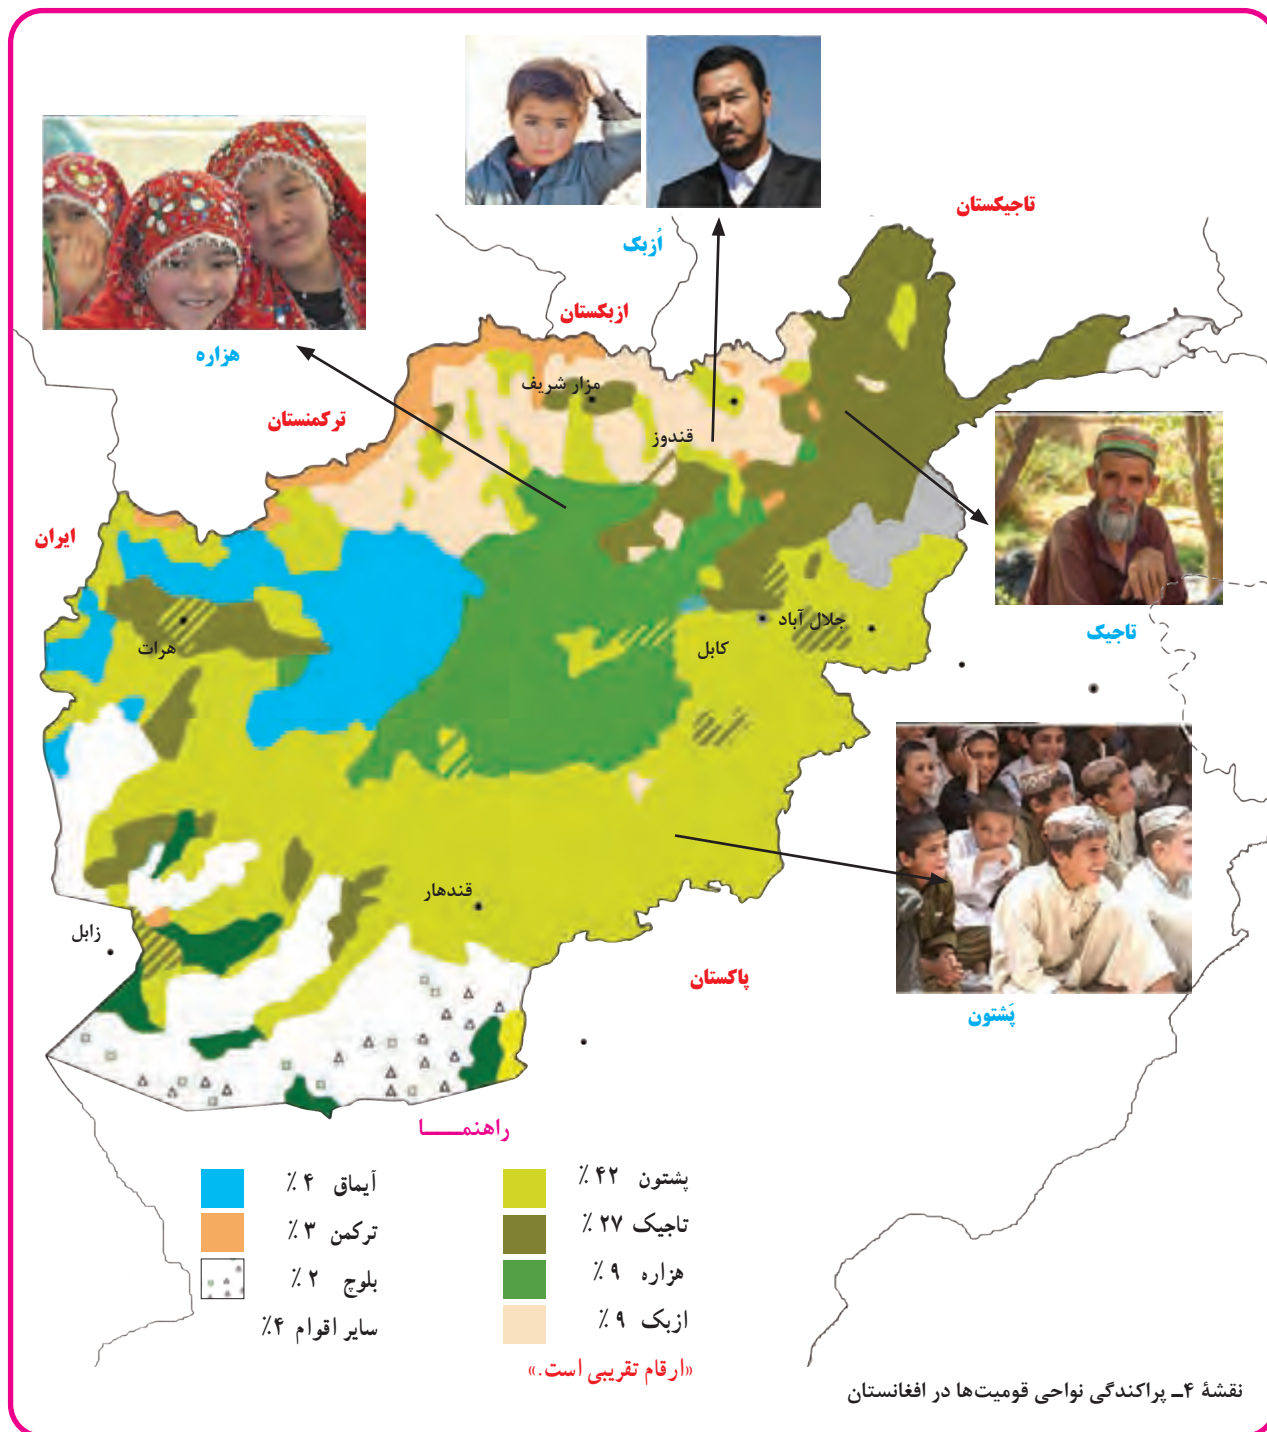 تاجیکستان
اُزبک
ازبکستان
هزاره
مزار شریف
ترکمنستان
قندوز
ایران
جلال آباد
تاجیک
کابل
هرات
قندهار
زابل
پاکستان
پَشتون
راهنمـــــا
پشتون ۴۲ ٪
تاجیک ۲۷ ٪
هزاره ۹ ٪
ازبک ۹ ٪
آیماق ۴ ٪
ترکمن ۳ ٪
بلوچ ۲ ٪
سایر اقوام ۴٪
«ارقام تقریبی است.»
نقشهٔ ۴ــ پراکندگی نواحی قومیت‌ها در افغانستان